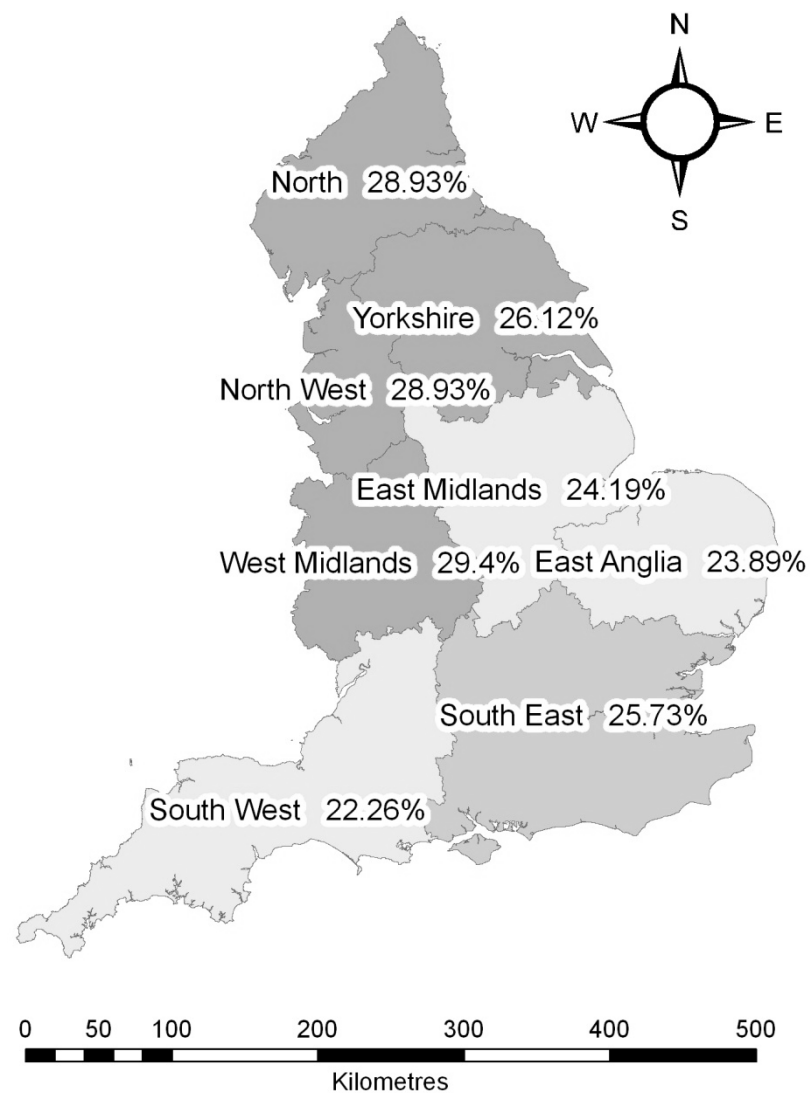 N
W E
S
North 28.93%
Yorkshire 26.12%
North West 28.93%
East Midlands 24.19%
West Midlands 29.4% East Anglia 23.89%
South East 25.73%
South West 22.26%
0 50 100 200 300 400 500
Kilometres